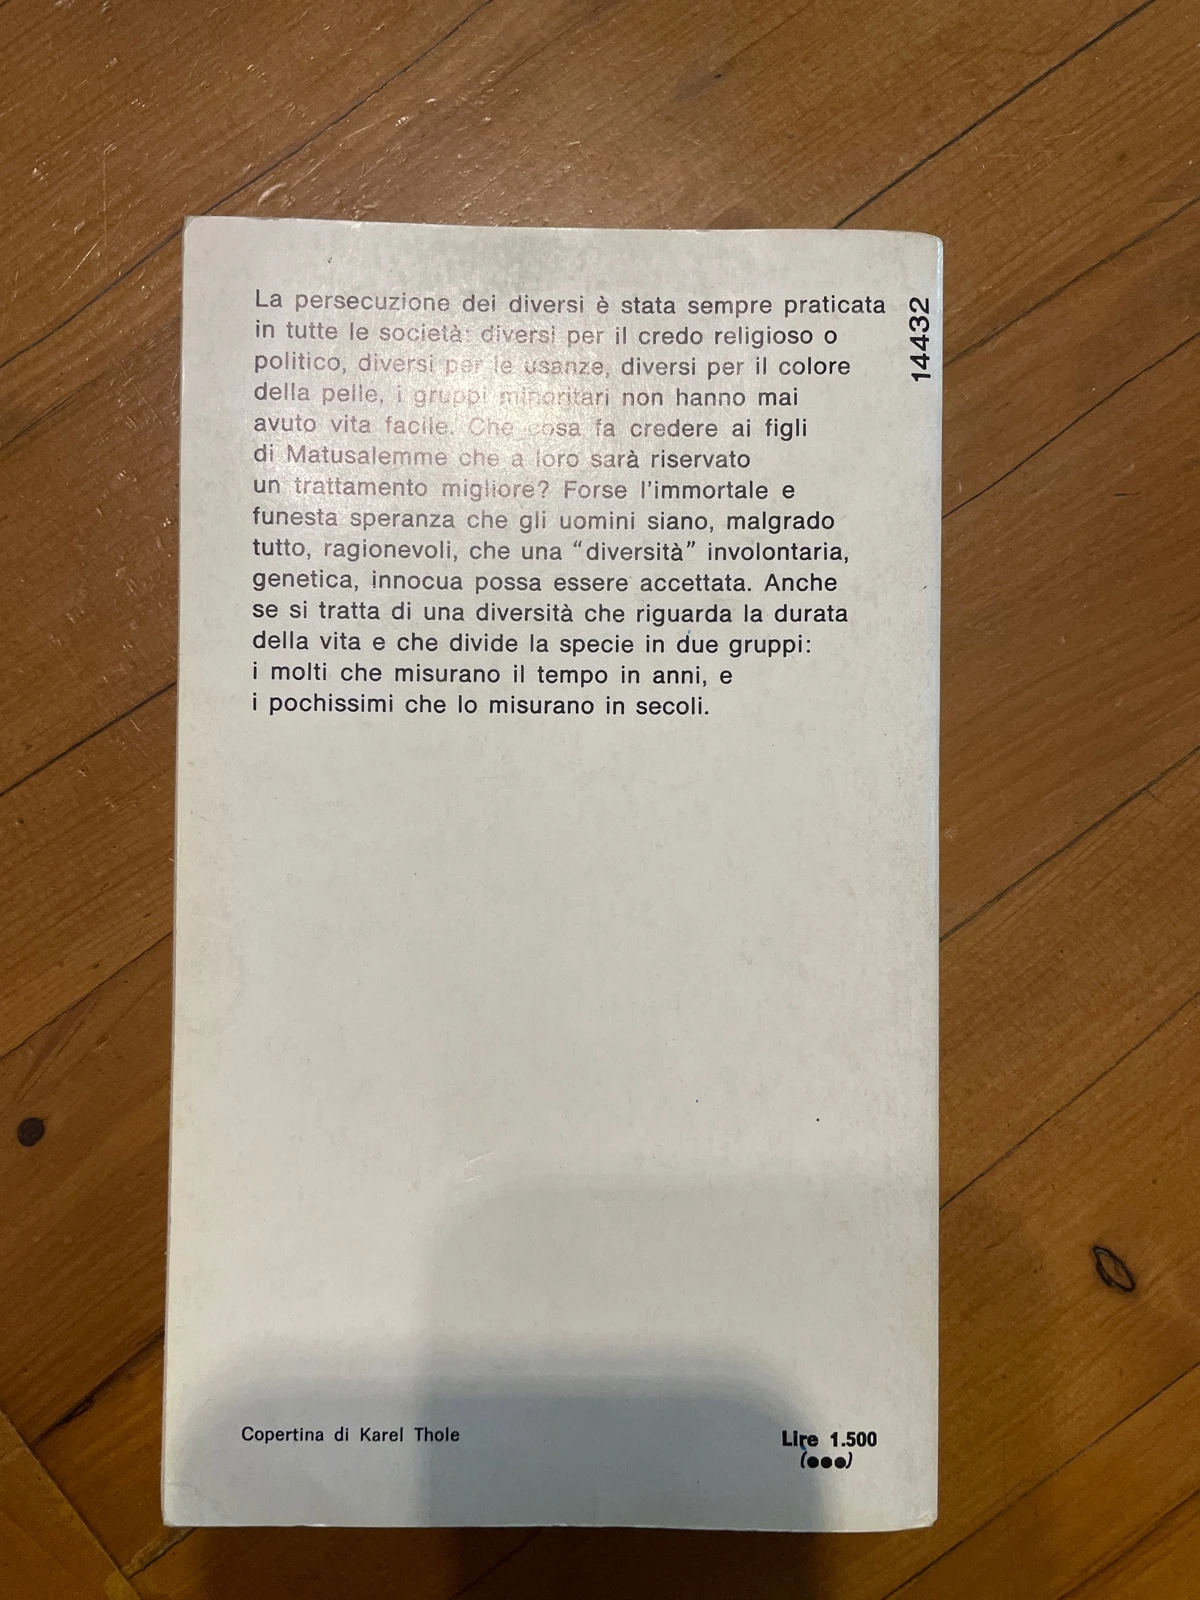 La persecuzione dei diversi è stata sempre praticata
in tutte le società: diversi per il credo religioso o
politico, diversi per le usanze, diversi per il colore
della pelle, i gruppi minoritari non hanno mai
avuto vita facile. Che cosa fa credere ai figli
di Matusalemme che a loro sarà riservato
un trattamento migliore? Forse l'immortale e
funesta speranza che gli uomini siano, malgrado
tutto, ragionevoli, che una “diversità” involontaria,
genetica, innocua possa essere accettata. Anche
se si tratta di una diversità che riguarda la durata
della vita e che divide la specie in due gruppi:
i molti che misurano il tempo in anni, e
i pochissimi che lo misurano in secoli.
14432
Copertina di Karel Thole
Lire 1.500
(●●●)